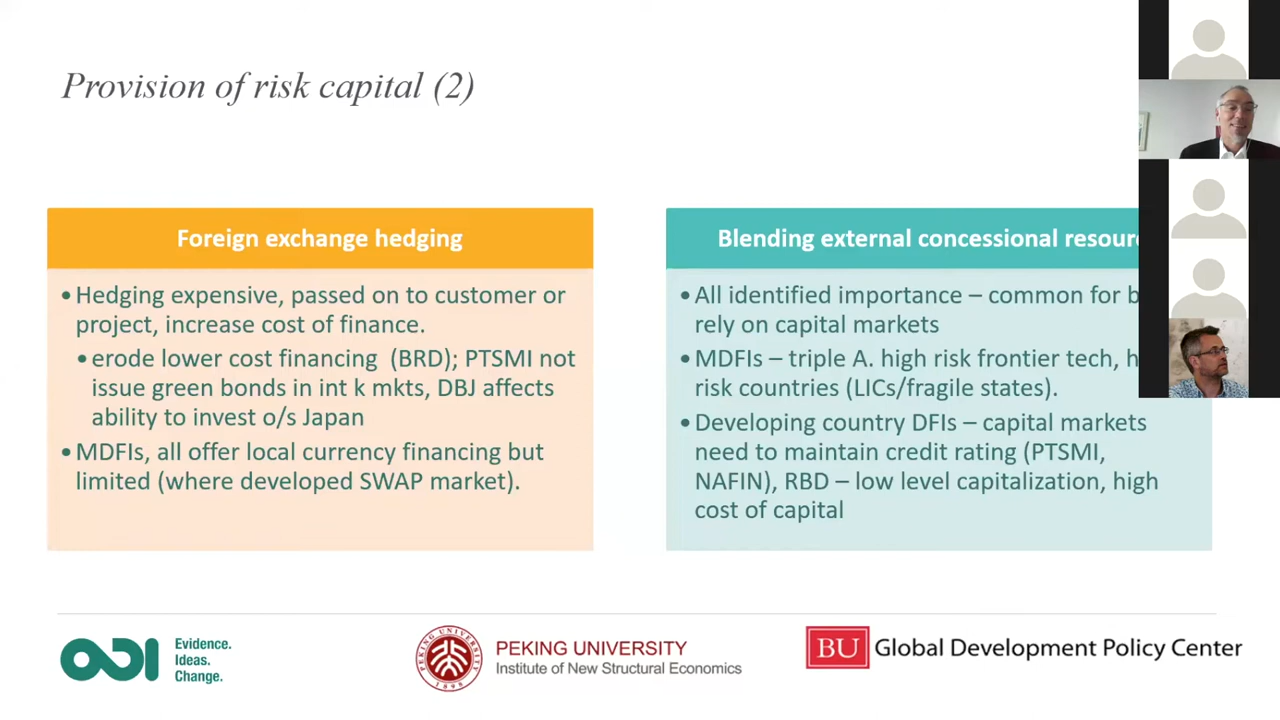 Provision of risk capital (2)
Foreign exchange hedging
•Hedging expensive, passed on to customer or
project, increase cost of finance.
•erode lower cost financing (BRD); PTSMI not
issue green bonds in int k mkts, DBJ affects
ability to invest o/s Japan
•MDFIs, all offer local currency financing but
limited (where developed SWAP market).
Blending external concessional
•All identified importance – common for
rely on capital markets
•MDFIs – triple A. high risk frontier tech,
risk countries (LICs/fragile states).
•Developing country DFIs – capital markets
need to maintain credit rating (PTSMI,
NAFIN), RBD – low level capitalization, high
cost of capital
ODI
Evidence.
Ideas.
Change.
PEKING UNIVERSITY
1898
PEKING UNIVERSITY
Institute of New Structural Economics
BU Global Development Policy Center